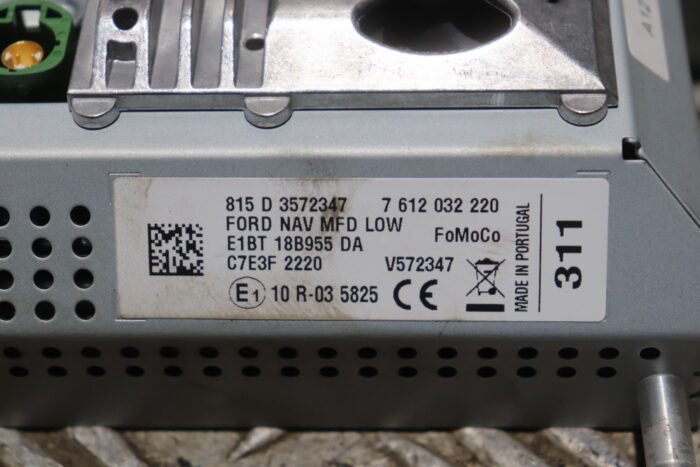 815 D 3572347 7 612 032 220
FORD NAV MFD LOW
E1BT 18B955 DA FoMoCo
C7E3F 2220 V572347
E1 10 R-03 5825 CE
MADE IN PORTUGAL
311
A12